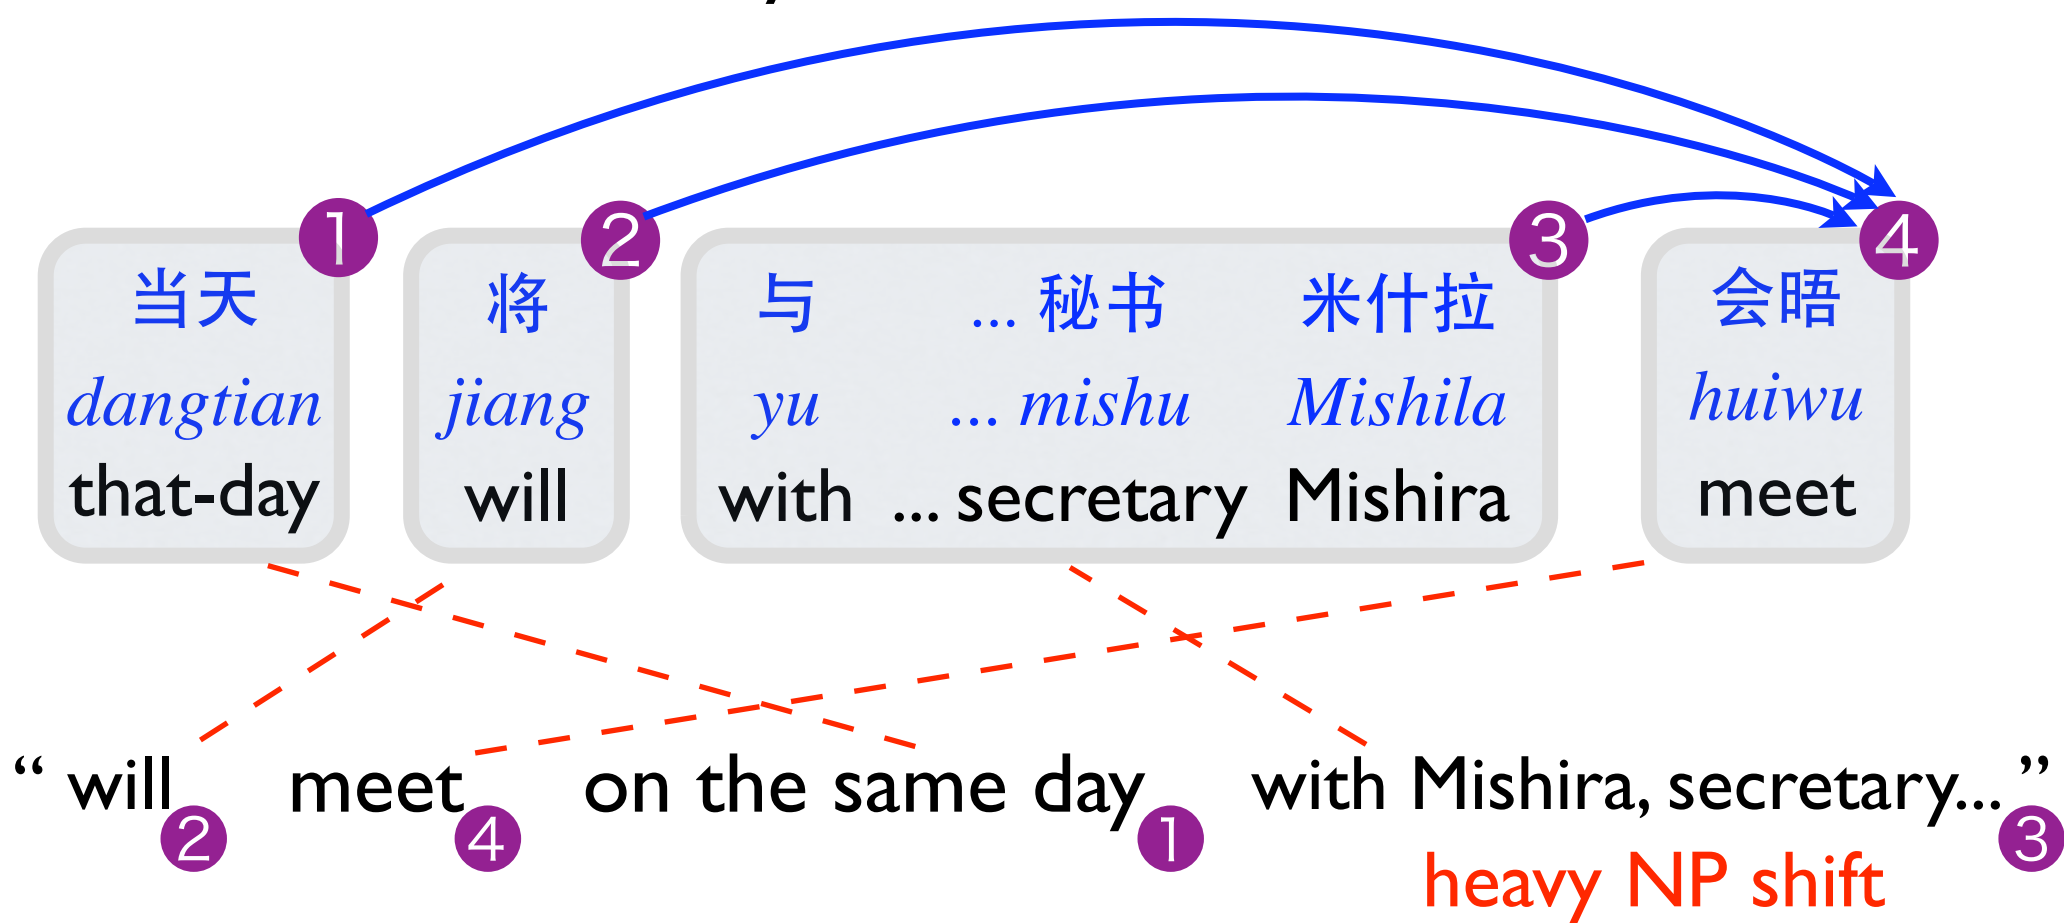 1 2 3 4
当天 将 与 ... 秘书 米什拉 会晤
dangtian jiang yu ... mishu Mishila huiwu
that-day will with ... secretary Mishira meet
“ will meet on the same day with Mishira, secretary... ”
2 4 1 3
heavy NP shift